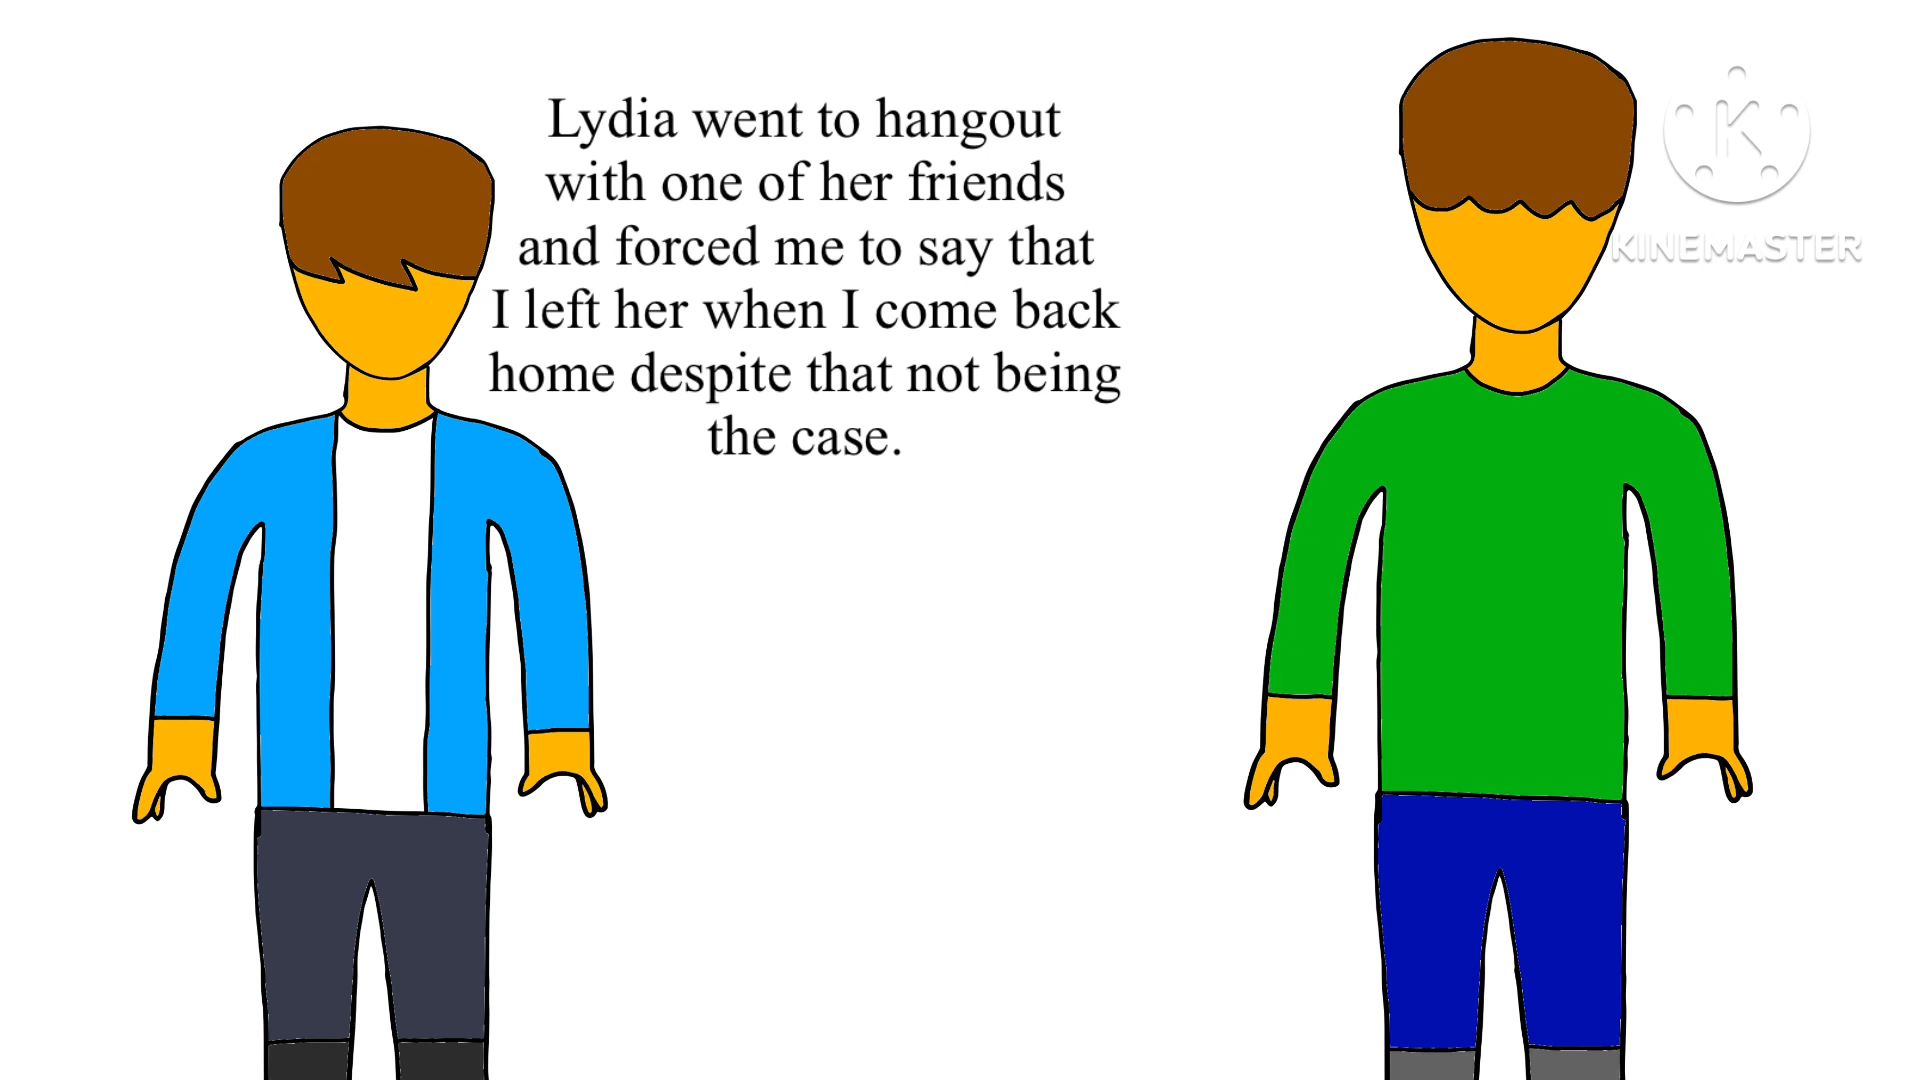 Lydia went to hangout
with one of her friends
and forced me to say that
I left her when I come back
home despite that not being
the case.
K
KINEMASTER